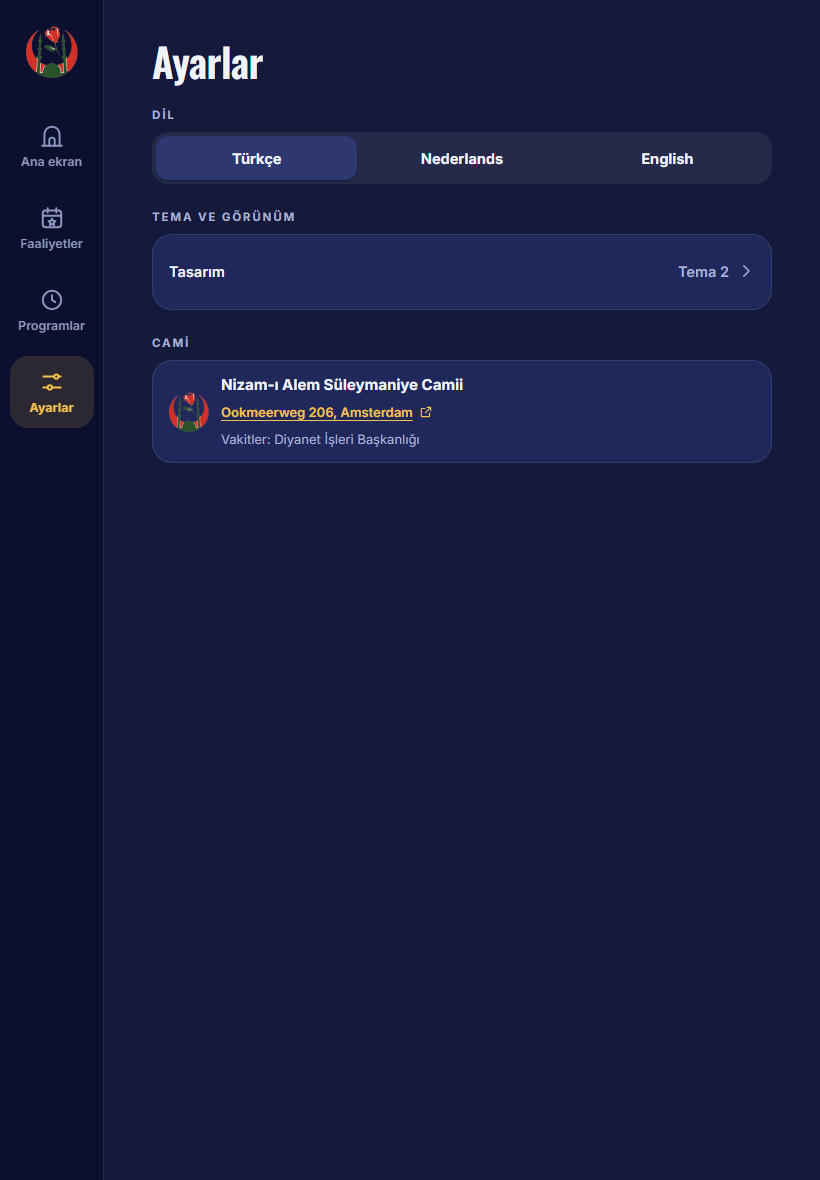 Ayarlar
DİL
Türkçe
Nederlands
English
TEMA VE GÖRÜNÜM
Tasarım
Tema 2
CAMİ
Nizam-ı Alem Süleymaniye Camii
Ookmeerweg 206, Amsterdam
Vakitler: Diyanet İşleri Başkanlığı
Ana ekran
Faaliyetler
Programlar
Ayarlar